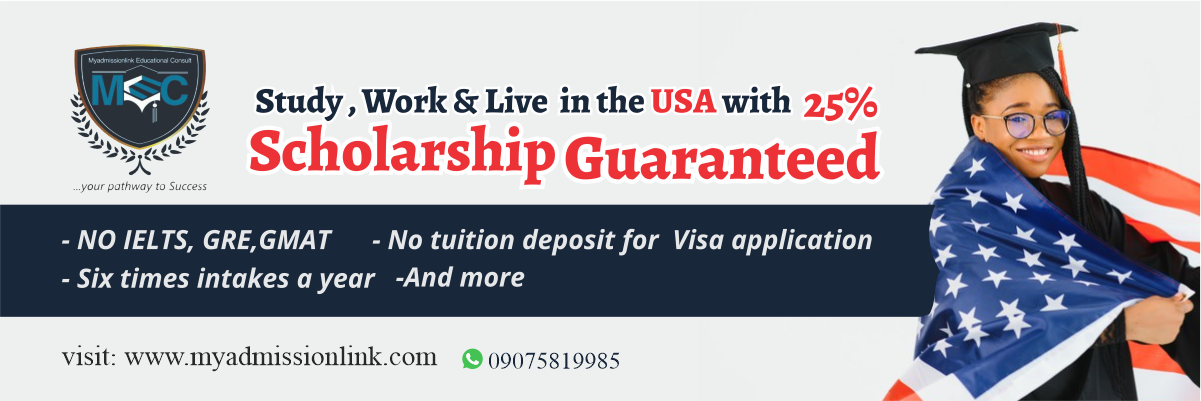 Myadmissionlink Educational Consult
MEC
...your pathway to Success
Study , Work & Live in the USA with 25%
Scholarship Guaranteed
- NO IELTS, GRE,GMAT - No tuition deposit for Visa application
- Six times intakes a year -And more
visit: www.myadmissionlink.com 09075819985